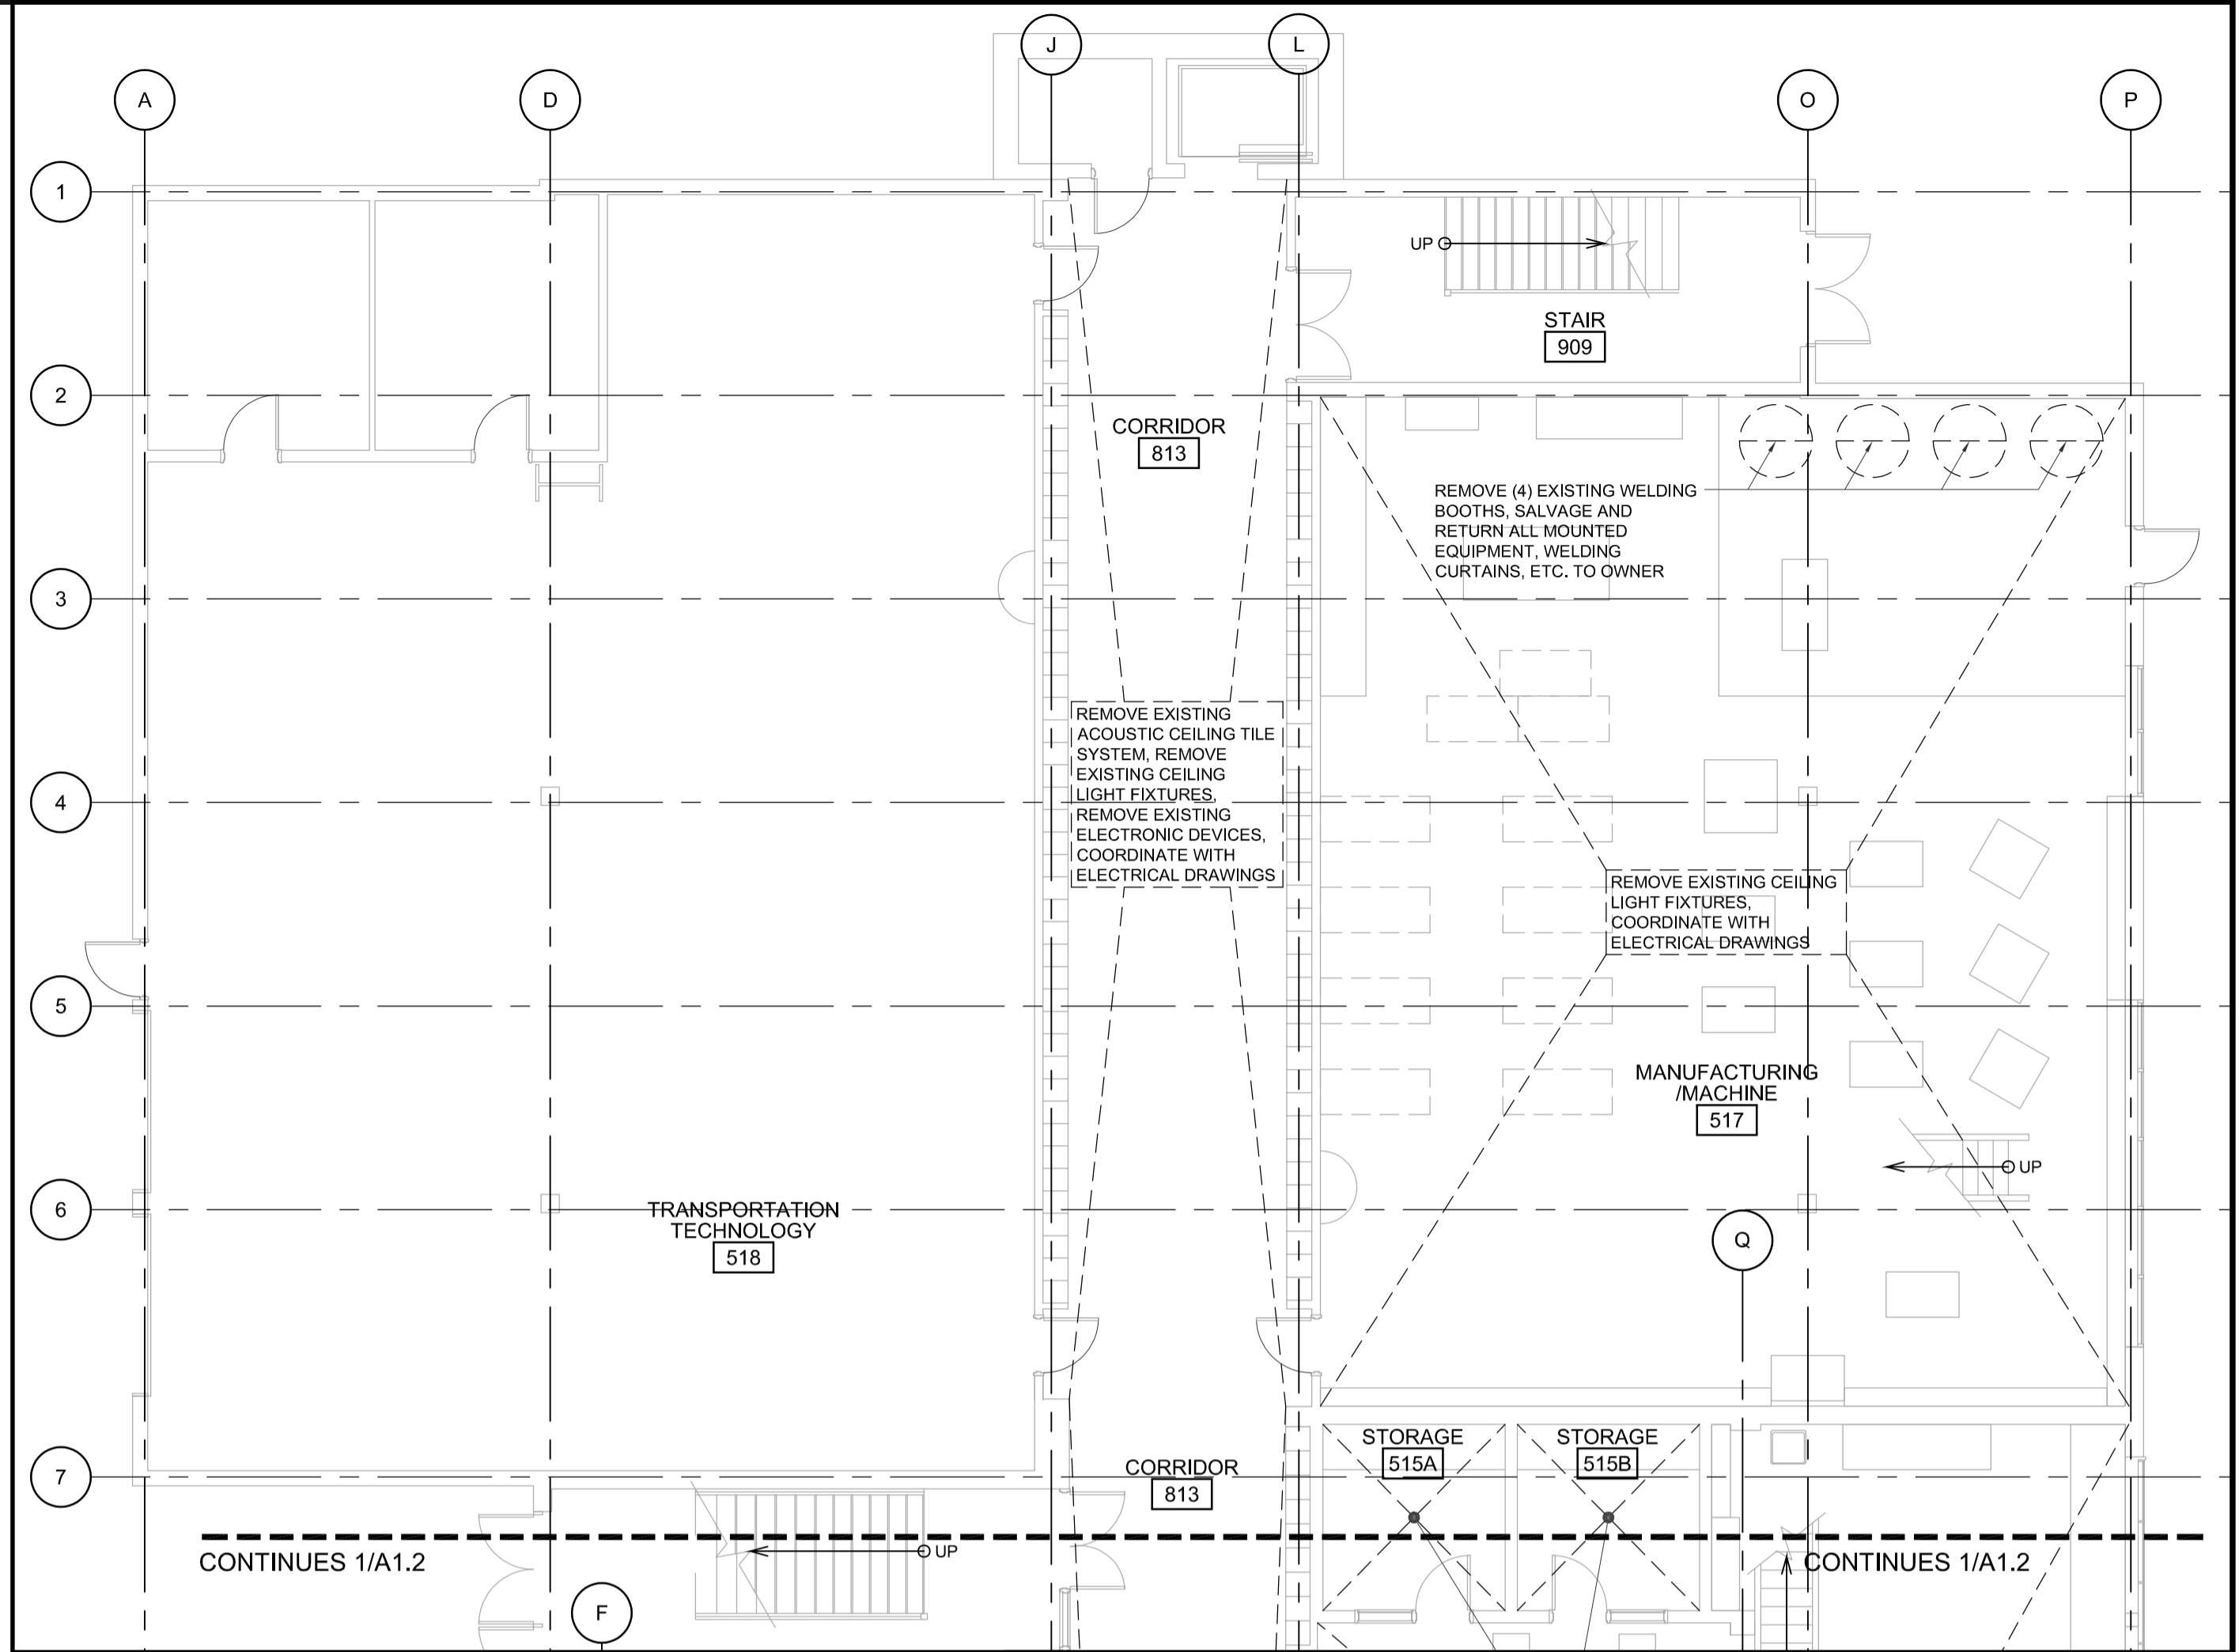 J
L
A
D
O
P
1
UP
STAIR
909
2
CORRIDOR
813
REMOVE (4) EXISTING WELDING
BOOTHS, SALVAGE AND
RETURN ALL MOUNTED
EQUIPMENT, WELDING
CURTAINS, ETC. TO OWNER
3
REMOVE EXISTING
ACOUSTIC CEILING TILE
SYSTEM, REMOVE
EXISTING CEILING
LIGHT FIXTURES,
REMOVE EXISTING
ELECTRONIC DEVICES,
COORDINATE WITH
ELECTRICAL DRAWINGS
4
REMOVE EXISTING CEILING
LIGHT FIXTURES,
COORDINATE WITH
ELECTRICAL DRAWINGS
5
MANUFACTURING
/MACHINE
517
UP
6
TRANSPORTATION
TECHNOLOGY
518
Q
STORAGE
515A
STORAGE
515B
7
CORRIDOR
813
UP
CONTINUES 1/A1.2
CONTINUES 1/A1.2
F